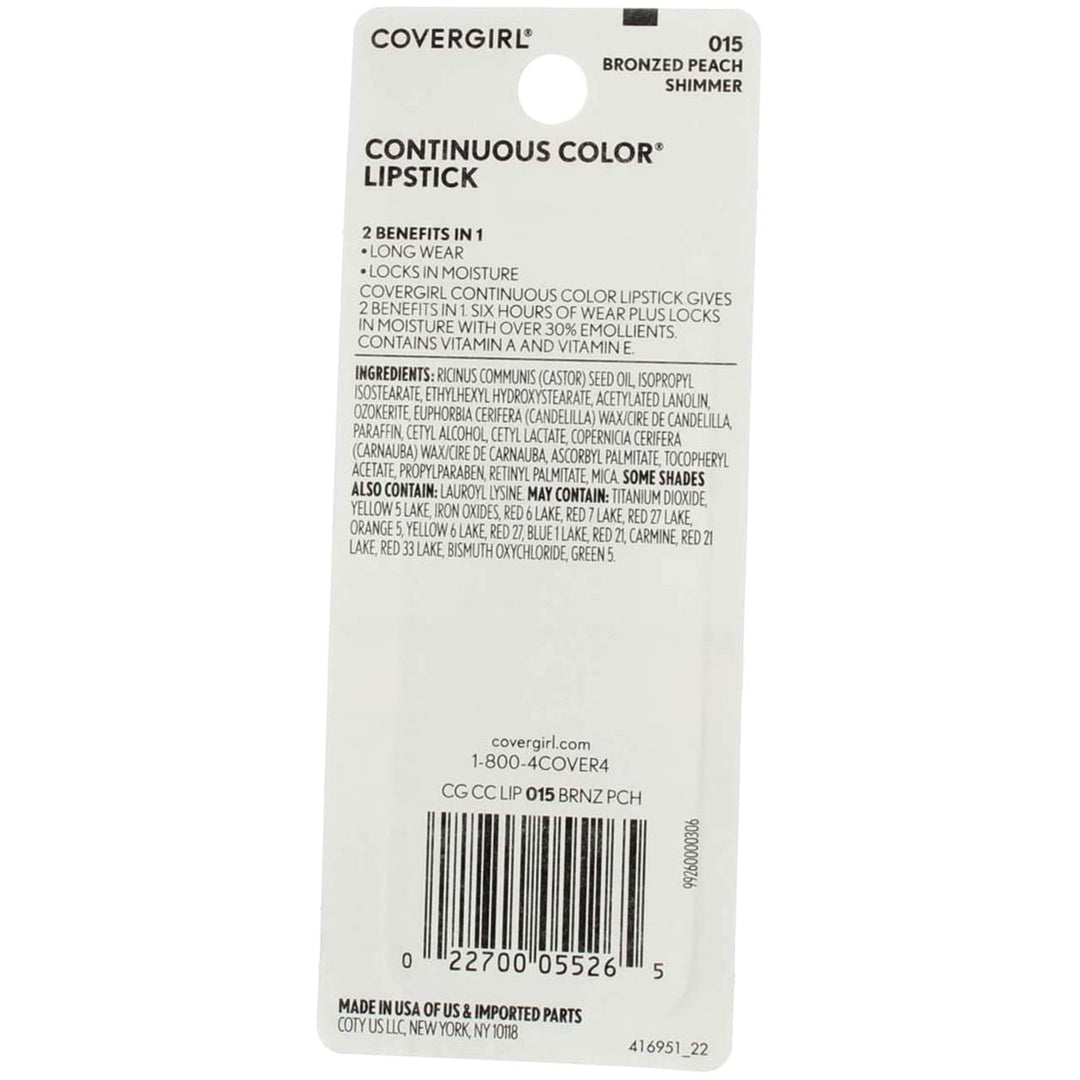 COVERGIRL®
015
BRONZED PEACH
SHIMMER
CONTINUOUS COLOR®
LIPSTICK
2 BENEFITS IN 1
•LONG WEAR
•LOCKS IN MOISTURE
COVERGIRL CONTINUOUS COLOR LIPSTICK GIVES
2 BENEFITS IN 1. SIX HOURS OF WEAR PLUS LOCKS
IN MOISTURE WITH OVER 30% EMOLLIENTS.
CONTAINS VITAMIN A AND VITAMIN E.
INGREDIENTS: RICINUS COMMUNIS (CASTOR) SEED OIL, ISOPROPYL
ISOSTEARATE, ETHYLHEXYL HYDROXYSTEARATE, ACETYLATED LANOLIN,
OZOKERITE, EUPHORBIA CERIFERA (CANDELILLA) WAX/CIRE DE CANDELILLA,
PARAFFIN, CETYL ALCOHOL, CETYL LACTATE, COPERNICIA CERIFERA
(CARNAUBA) WAX/CIRE DE CARNAUBA, ASCORBYL PALMITATE, TOCOPHERYL
ACETATE, PROPYLPARABEN, RETINYL PALMITATE, MICA. SOME SHADES
ALSO CONTAIN: LAUROYL LYSINE. MAY CONTAIN: TITANIUM DIOXIDE,
YELLOW 5 LAKE, IRON OXIDES, RED 6 LAKE, RED 7 LAKE, RED 27 LAKE,
ORANGE 5, YELLOW 6 LAKE, RED 27, BLUE 1 LAKE, RED 21, CARMINE, RED 21
LAKE, RED 33 LAKE, BISMUTH OXYCHLORIDE, GREEN 5.
covergirl.com
1-800-4COVER4
CG CC LIP 015 BRNZ PCH
99260000306
0 22700 05526 5
MADE IN USA OF US & IMPORTED PARTS
COTY US LLC, NEW YORK, NY 10118
416951_22